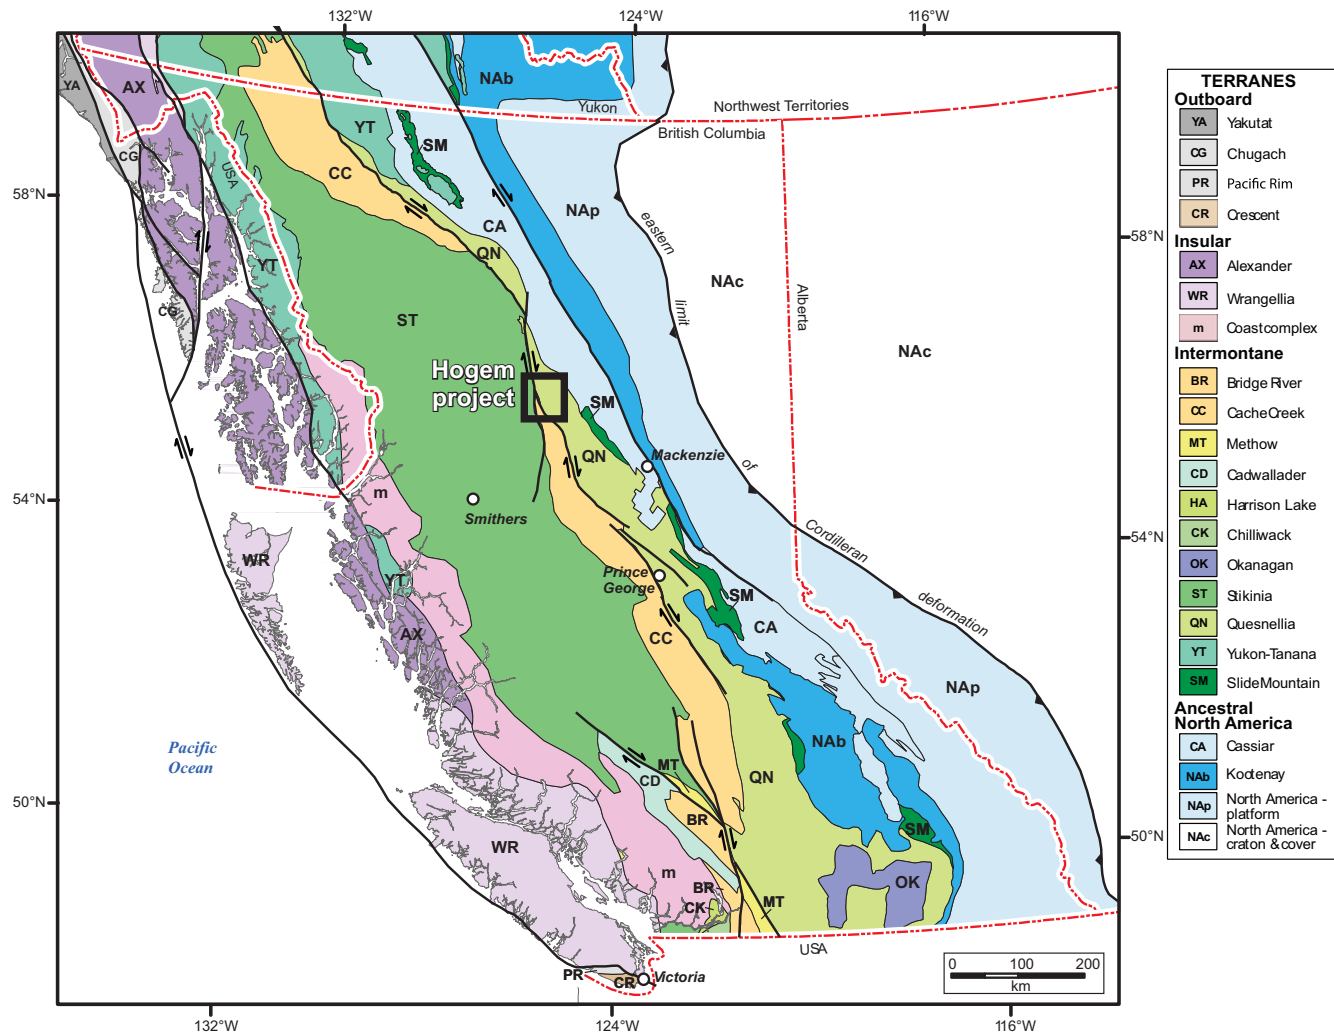 132°W
124°W
116°W
YA
AX
NAb
Yukon
Northwest Territories
British Columbia
CG
USA
YT
SM
CC
58°N
CA
NAp
QN
eastern
limit
of
Cordilleran
deformation
58°N
YT
CG
ST
NAc
Alberta
NAc
Hogem
project
SM
QN
Mackenzie
m
54°N
Smithers
54°N
WR
YT
Prince
George
SM
AX
CC
CA
NAp
Pacific
Ocean
NAb
MT
CD
QN
50°N
BR
50°N
SM
WR
m
BR
CK
MT
OK
USA
PR
CR
Victoria
0 100 200
km
132°W
124°W
116°W
TERRANES
Outboard
YA Yakutat
CG Chugach
PR Pacific Rim
CR Crescent
Insular
AX Alexander
WR Wrangellia
m Coastcomplex
Intermontane
BR Bridge River
CC CacheCreek
MT Methow
CD Cadwallader
HA Harrison Lake
CK Chilliwack
OK Okanagan
ST Stikinia
QN Quesnellia
YT Yukon-Tanana
SM SlideMountain
Ancestral
North America
CA Cassiar
NAb Kootenay
NAp North America -
platform
NAc North America -
craton &cover